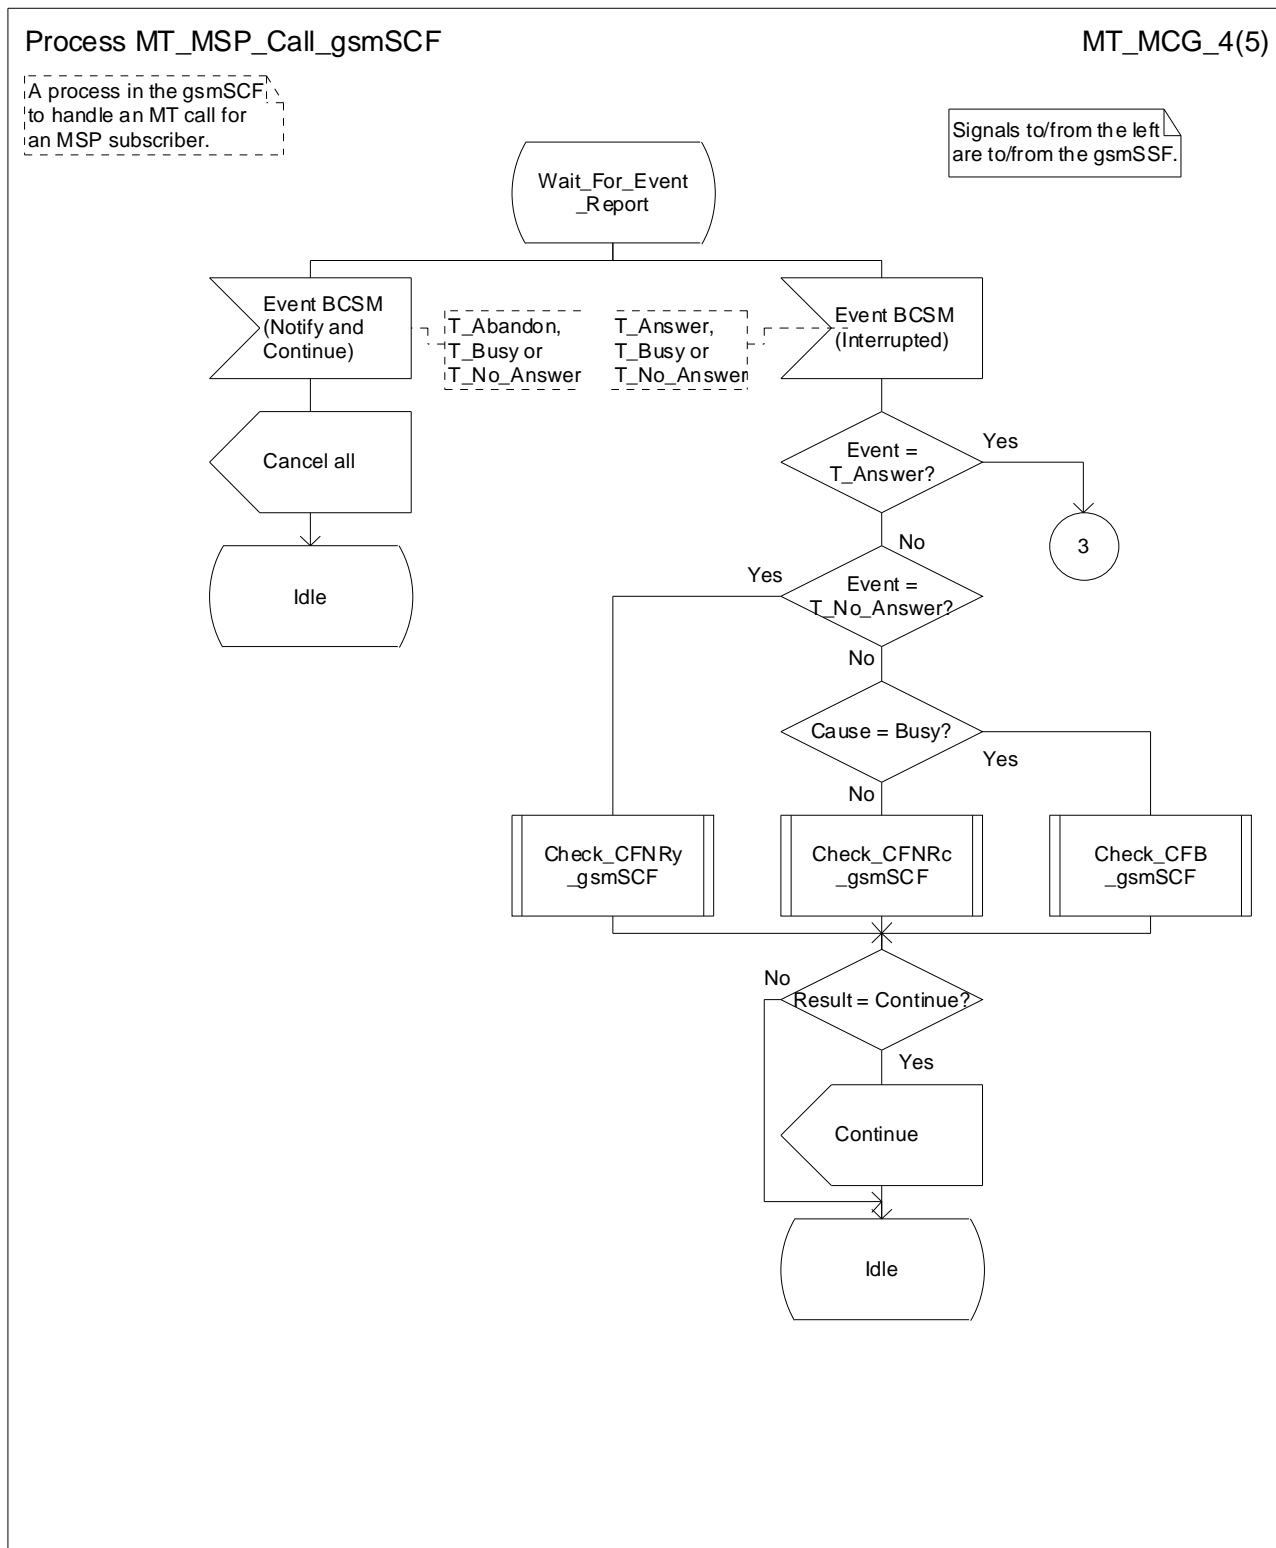 Process MT_MSP_Call_gsmSCF
MT_MCG_4(5)
A process in the gsmSCF
to handle an MT call for
an MSP subscriber.
Signals to/from the left
are to/from the gsmSSF.
Wait_For_Event
_Report
Event BCSM
(Notify and
Continue)
T_Abandon,
T_Busy or
T_No_Answer
T_Answer,
T_Busy or
T_No_Answer
Event BCSM
(Interrupted)
Cancel all
Idle
Event =
T_Answer?
Yes
3
No
Yes
Event =
T_No_Answer?
No
Cause = Busy?
Yes
No
Check_CFNRy
_gsmSCF
Check_CFNRc
_gsmSCF
Check_CFB
_gsmSCF
No
Result = Continue?
Yes
Continue
Idle